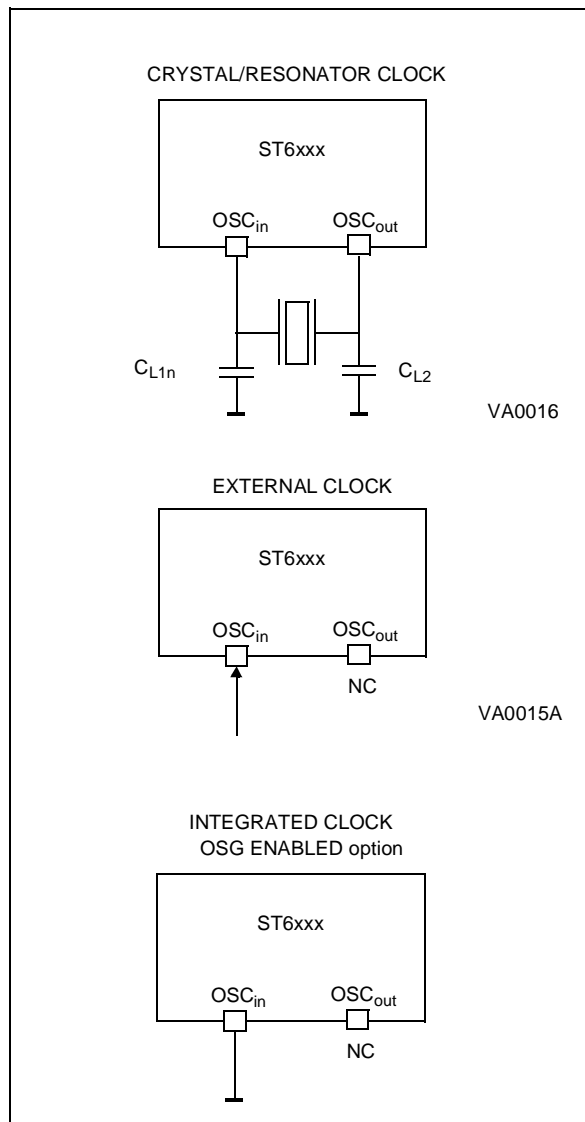 CRYSTAL/RESONATOR CLOCK
ST6xxx
OSCin OSCout
CL1n CL2
VA0016
EXTERNAL CLOCK
ST6xxx
OSCin OSCout
NC
VA0015A
INTEGRATED CLOCK
OSG ENABLED option
ST6xxx
OSCin OSCout
NC